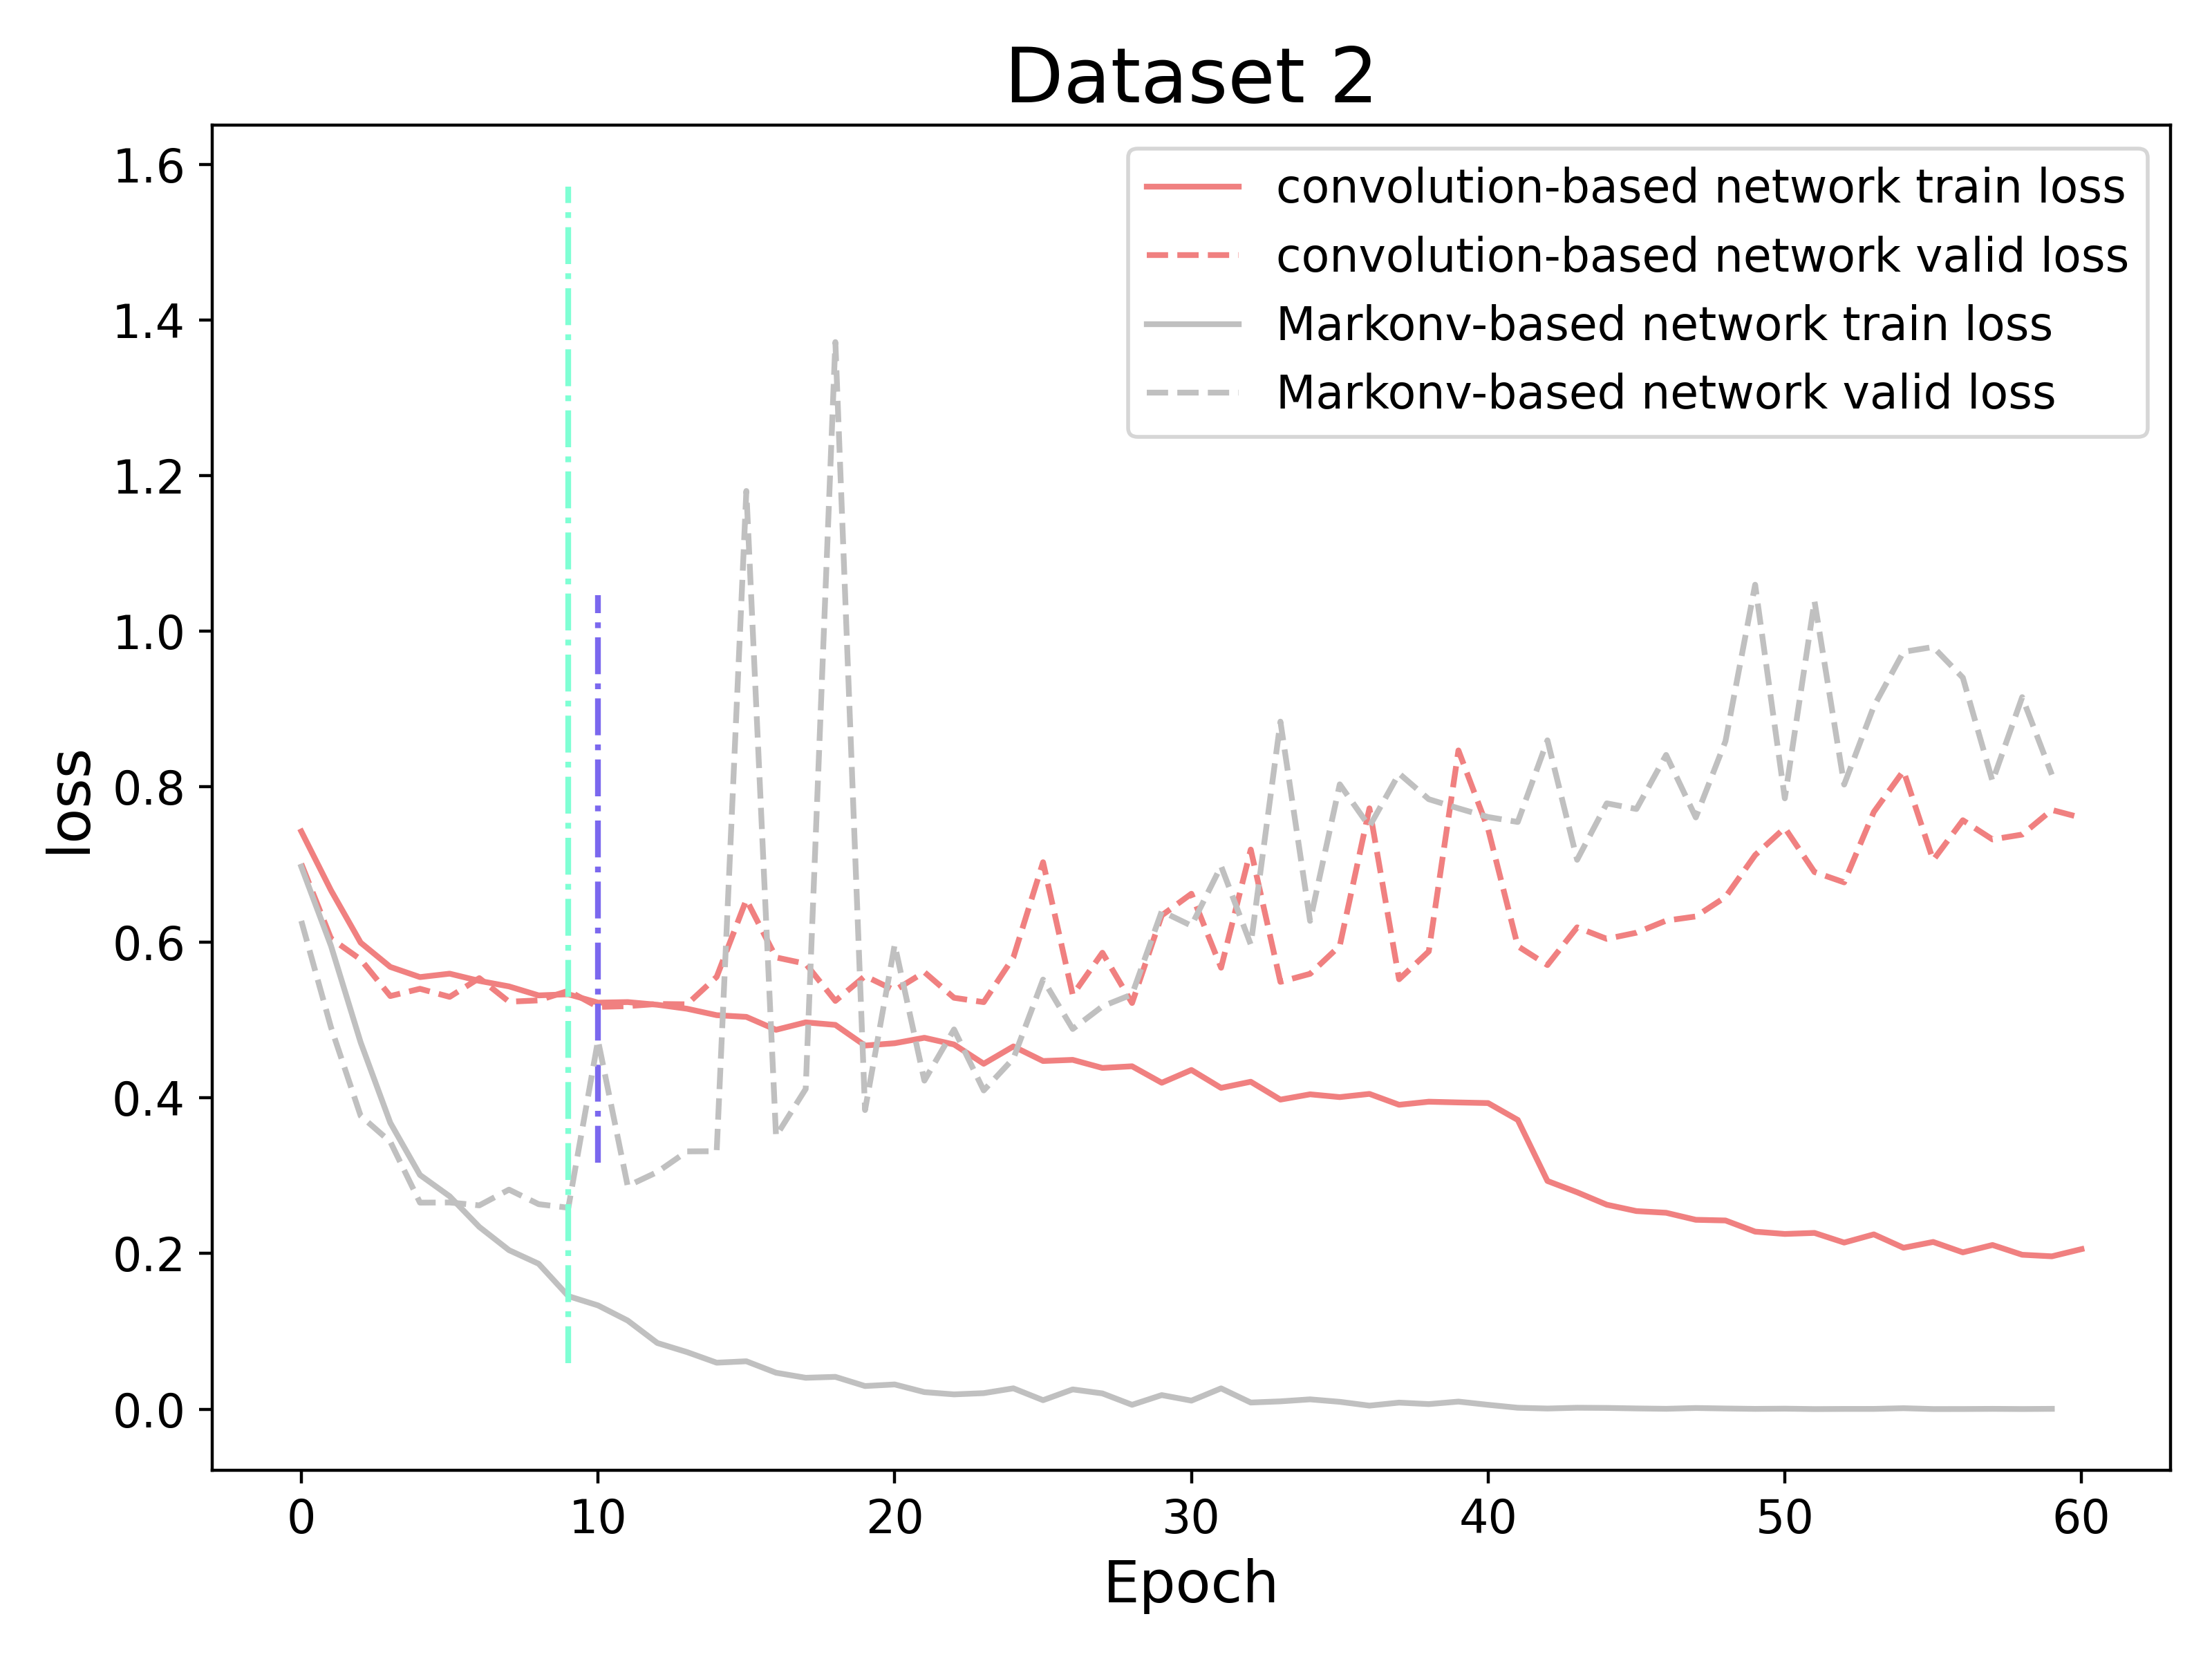 Dataset 2
convolution-based network train loss
convolution-based network valid loss
Markonv-based network train loss
Markonv-based network valid loss
loss
1.6
1.4
1.2
1.0
0.8
0.6
0.4
0.2
0.0
0 10 20 30 40 50 60
Epoch